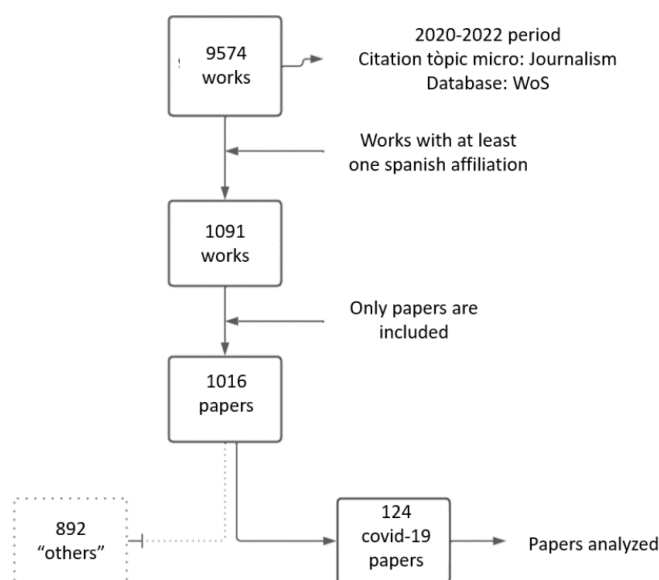 9574
works
2020-2022 period
Citation tòpic micro: Journalism
Database: WoS
Works with at least
one spanish affiliation
1091
works
Only papers are
included
1016
papers
892
“others”
124
covid-19
papers
Papers analyzed